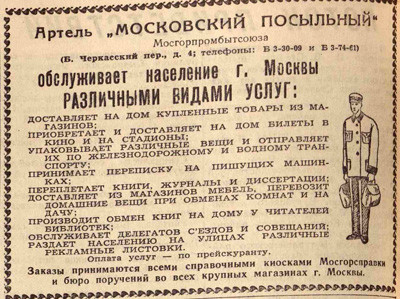 Артель „МОСКОВСКИЙ ПОСЫЛЬНЫЙ"
Мосгорпромбытсоюза
(Б. Черкасский пер., д. 4; телефоны: Б 3-30-09 и Б 3-74-61)
обслуживает население г. Москвы
РАЗЛИЧНЫМИ ВИДАМИ УСЛУГ:
ДОСТАВЛЯЕТ НА ДОМ КУПЛЕННЫЕ ТОВАРЫ ИЗ МА-
ГАЗИНОВ;
ПРИОБРЕТАЕТ И ДОСТАВЛЯЕТ НА ДОМ БИЛЕТЫ В
КИНО И НА СТАДИОНЫ;
УПАКОВЫВАЕТ РАЗЛИЧНЫЕ ВЕЩИ И ОТПРАВЛЯЕТ
ИХ ПО ЖЕЛЕЗНОДОРОЖНОМУ И ВОДНОМУ ТРАН-
СПОРТУ;
ПРИНИМАЕТ ПЕРЕПИСКУ НА ПИШУЩИХ МАШИН-
КАХ;
ПЕРЕПЛЕТАЕТ КНИГИ, ЖУРНАЛЫ И ДИССЕРТАЦИИ;
ДОСТАВЛЯЕТ ИЗ МАГАЗИНОВ МЕБЕЛЬ, ПЕРЕВОЗИТ
ДОМАШНИЕ ВЕЩИ ПРИ ОБМЕНАХ КОМНАТ И НА
ДАЧУ;
ПРОИЗВОДИТ ОБМЕН КНИГ НА ДОМУ У ЧИТАТЕЛЕЙ
БИБЛИОТЕК;
ОБСЛУЖИВАЕТ ДЕЛЕГАТОВ С'ЕЗДОВ И СОВЕЩАНИЙ;
РАЗДАЕТ НАСЕЛЕНИЮ НА УЛИЦАХ РАЗЛИЧНЫЕ
РЕКЛАМНЫЕ ЛИСТОВКИ.
Оплата услуг — по прейскуранту.
Заказы принимаются всеми справочными киосками Мосгорсправки
и бюро поручений во всех крупных магазинах г. Москвы.